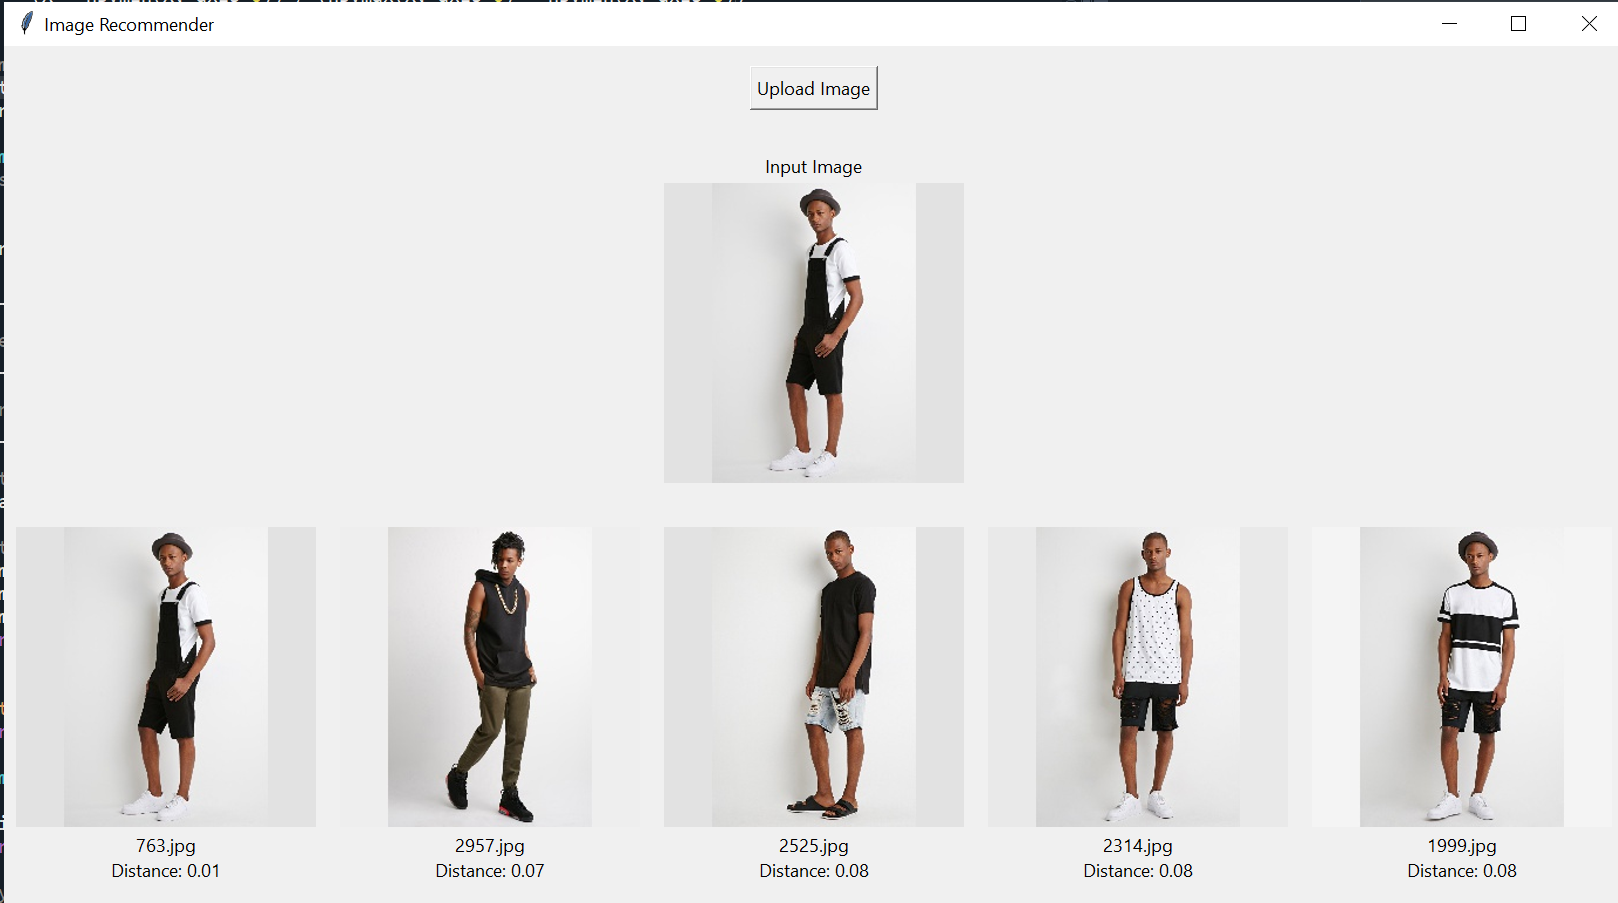 Image Recommender
Upload Image
Input Image
763.jpg
Distance: 0.01
2957.jpg
Distance: 0.07
2525.jpg
Distance: 0.08
2314.jpg
Distance: 0.08
1999.jpg
Distance: 0.08